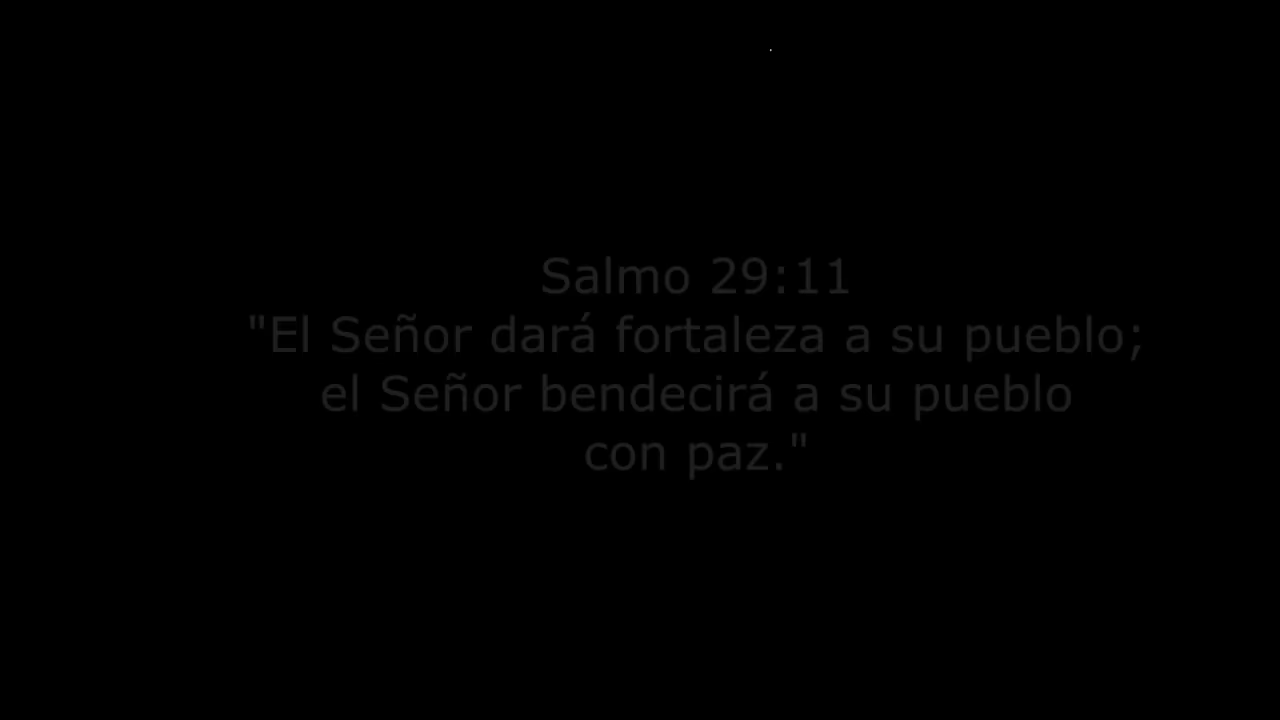 Salmo 29:11
"El Señor dará fortaleza a su pueblo;
el Señor bendecirá a su pueblo
con paz."